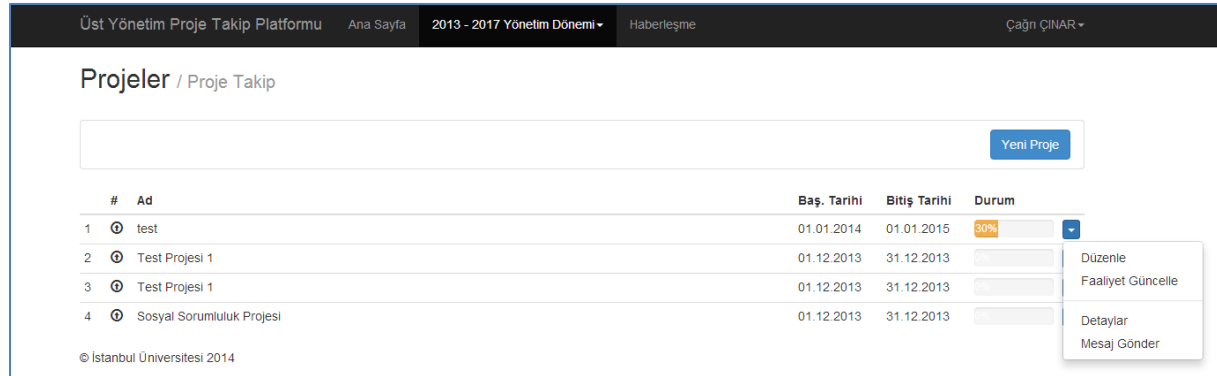 Üst Yönetim Proje Takip Platformu Ana Sayfa 2013 - 2017 Yönetim Dönemi Haberleşme Çağrı ÇINAR
Projeler / Proje Takip
Yeni Proje
# Ad Baş. Tarihi Bitiş Tarihi Durum
1 test 01.01.2014 01.01.2015 30%
2 Test Projesi 1 01.12.2013 31.12.2013
3 Test Projesi 1 01.12.2013 31.12.2013
4 Sosyal Sorumluluk Projesi 01.12.2013 31.12.2013
Düzenle
Faaliyet Güncelle
Detaylar
Mesaj Gönder
© İstanbul Üniversitesi 2014